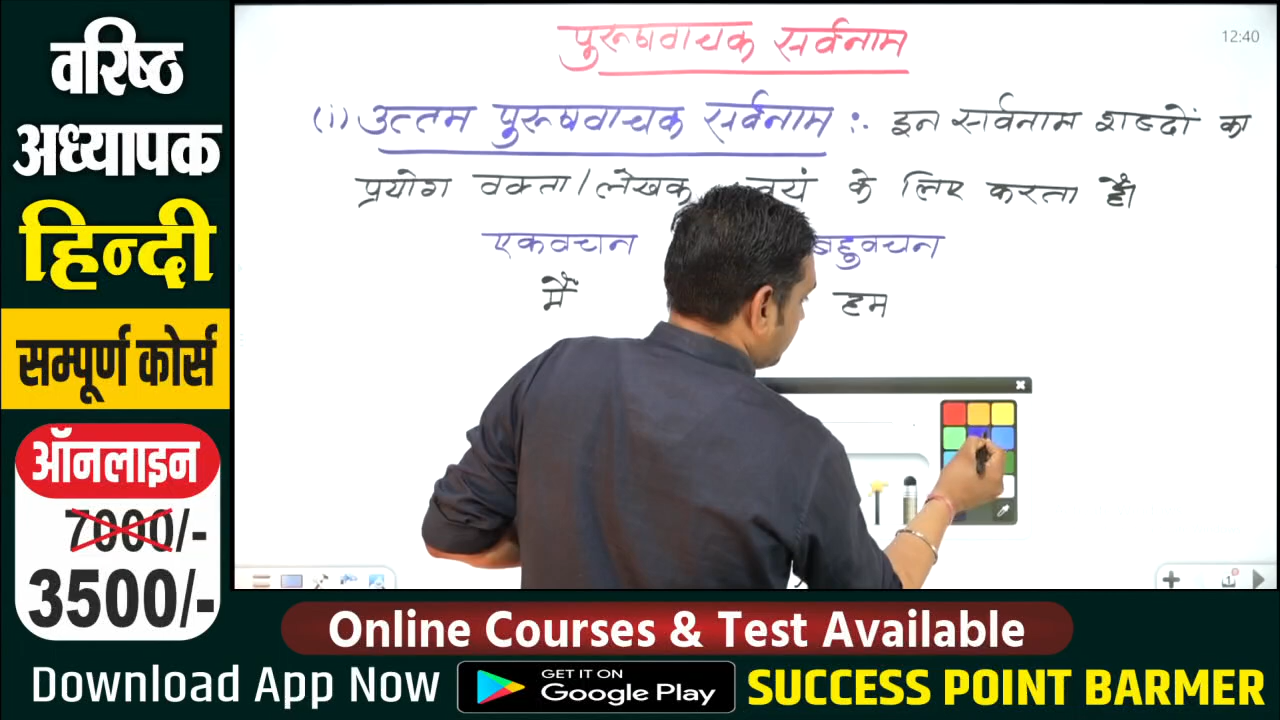 वरिष्ठ
अध्यापक
हिन्दी
सम्पूर्ण कोर्स
ऑनलाइन
7000/-
3500/-
पुरूषवाचक सर्वनाम
12:40
(i) उत्तम पुरूषवाचक सर्वनाम :- इन सर्वनाम शब्दों का
प्रयोग वक्ता/लेखक के लिए करता है।
एकवचन बहुवचन
मैं हम
Online Courses & Test Available
Download App Now
GET IT ON
Google Play
SUCCESS POINT BARMER